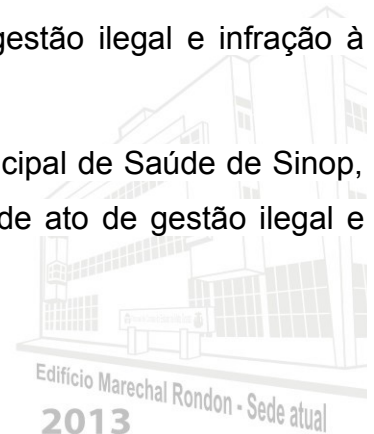 gestão ilegal e infração à
cipal de Saúde de Sinop,
de ato de gestão ilegal e
Edifício Marechal Rondon - Sede atual
2013